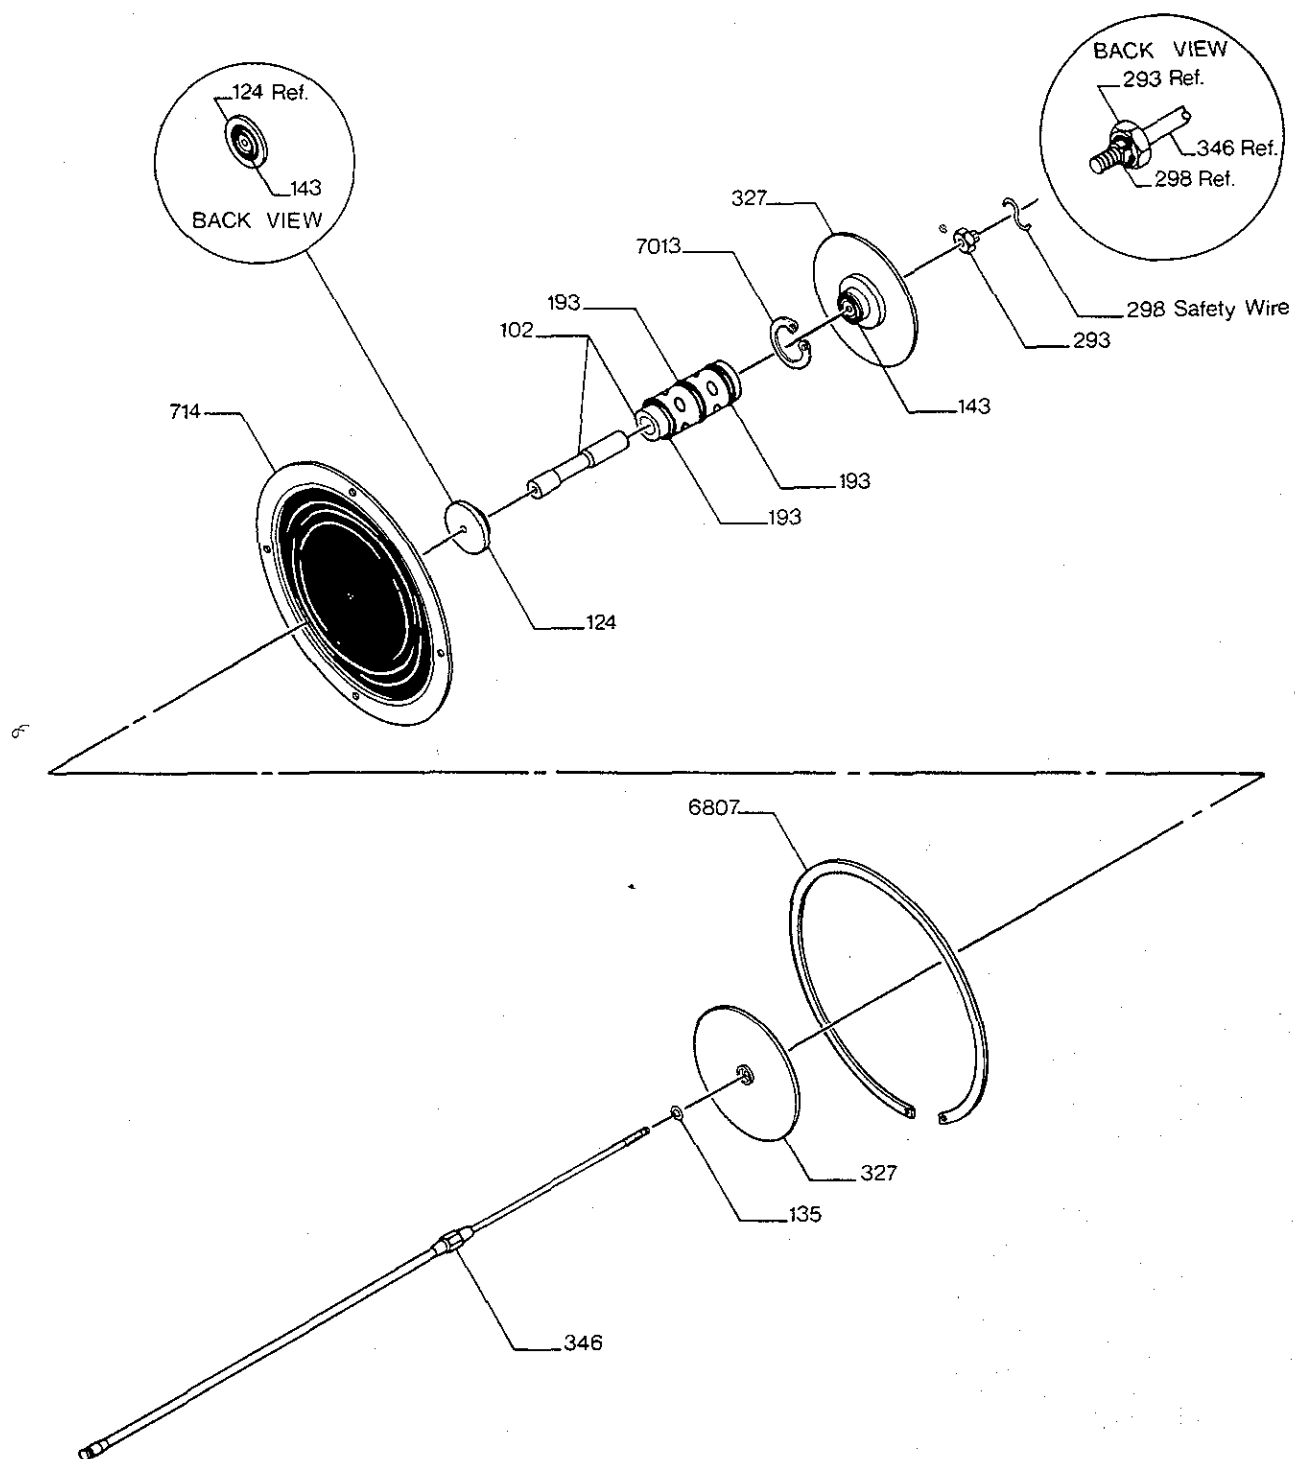 BACK VIEW
293 Ref.
346 Ref.
298 Ref.
124 Ref.
143
BACK VIEW
327
7013
193
102
298 Safety Wire
293
143
714
193
193
124
6807
327
135
346